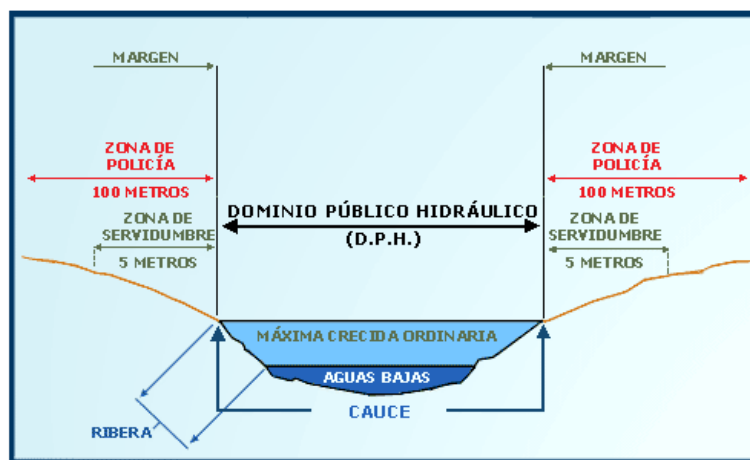 MARGEN
MARGEN
ZONA DE
POLICÍA
100 METROS
ZONA DE
POLICÍA
100 METROS
ZONA DE
SERVIDUMBRE
5 METROS
DOMINIO PÚBLICO HIDRÁULICO
(D.P.H.)
ZONA DE
SERVIDUMBRE
5 METROS
MÁXIMA CRECIDA ORDINARIA
AGUAS BAJAS
CAUCE
RIBERA